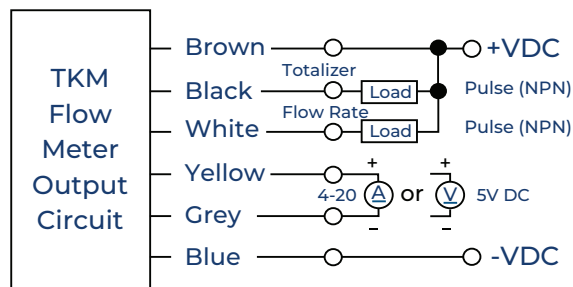 TKM
Flow
Meter
Output
Circuit
Brown
+VDC
Totalizer
Black
Load
Pulse (NPN)
Flow Rate
White
Load
Pulse (NPN)
Yellow
+
+
4-20
A
or
V
5V DC
Grey
–
–
Blue
-VDC